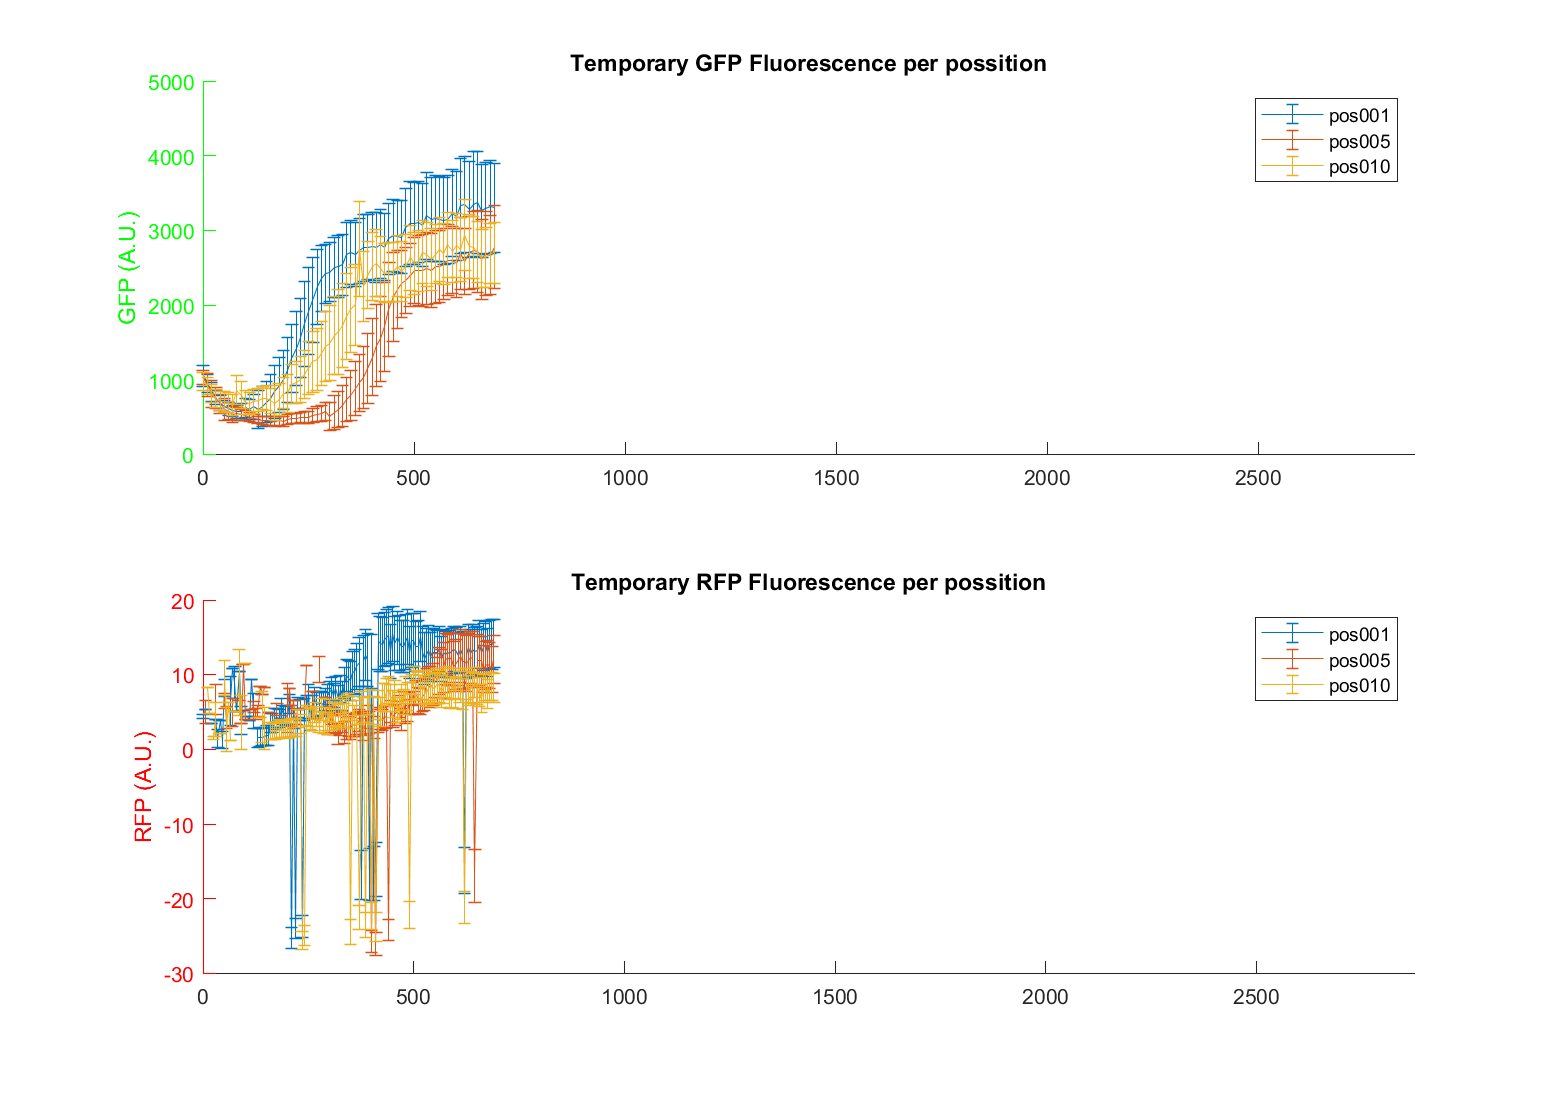 Temporary GFP Fluorescence per possition
5000
4000
3000
2000
1000
0
GFP (A.U.)
pos001
pos005
pos010
0 500 1000 1500 2000 2500
Temporary RFP Fluorescence per possition
20
10
0
-10
-20
-30
RFP (A.U.)
pos001
pos005
pos010
0 500 1000 1500 2000 2500